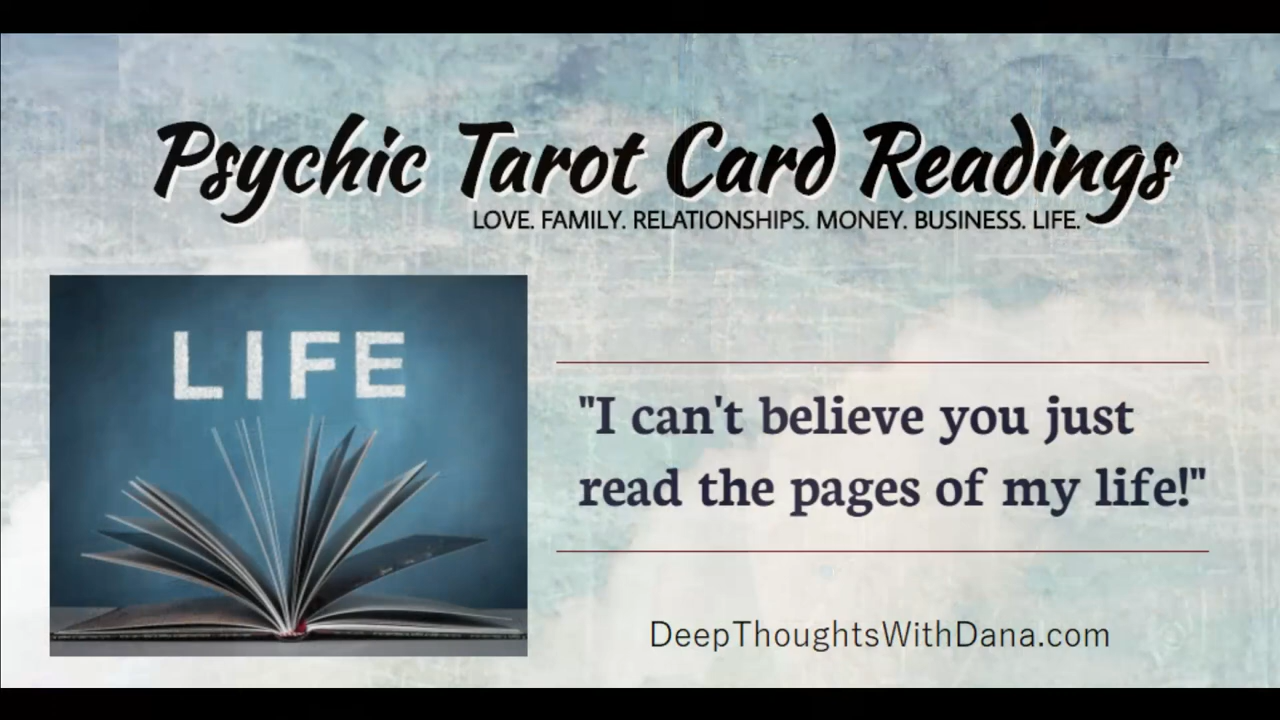 Psychic Tarot Card Readings
LOVE. FAMILY. RELATIONSHIPS. MONEY. BUSINESS. LIFE.
LIFE
"I can't believe you just
read the pages of my life!"
DeepThoughtsWithDana.com